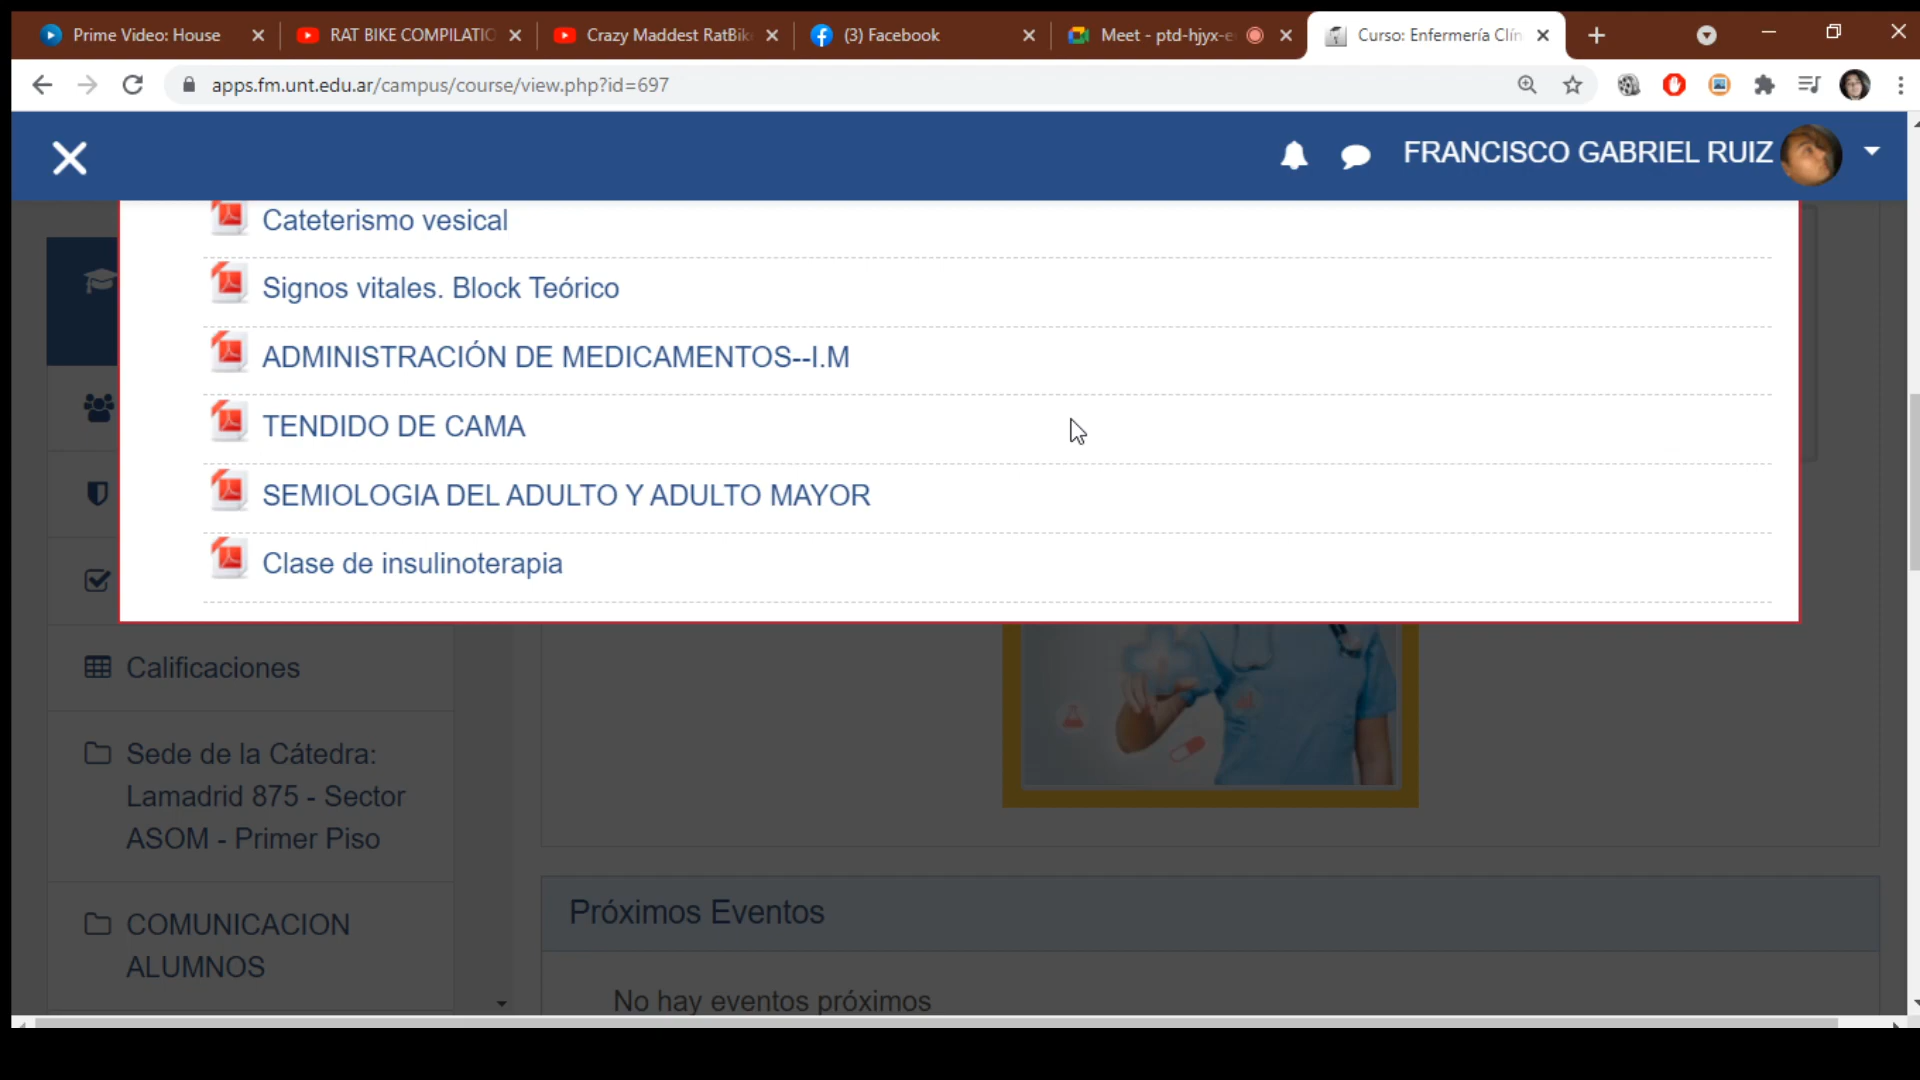 Prime Video: House
RAT BIKE COMPILATIO
Crazy Maddest RatBik
(3) Facebook
Meet - ptd-hjyx-e
Curso: Enfermería Clín
apps.fm.unt.edu.ar/campus/course/view.php?id=697
FRANCISCO GABRIEL RUIZ
Cateterismo vesical
Signos vitales. Block Teórico
ADMINISTRACIÓN DE MEDICAMENTOS--I.M
TENDIDO DE CAMA
SEMIOLOGIA DEL ADULTO Y ADULTO MAYOR
Clase de insulinoterapia
Calificaciones
Sede de la Cátedra:
Lamadrid 875 - Sector
ASOM - Primer Piso
COMUNICACION
ALUMNOS
Próximos Eventos
No hay eventos próximos